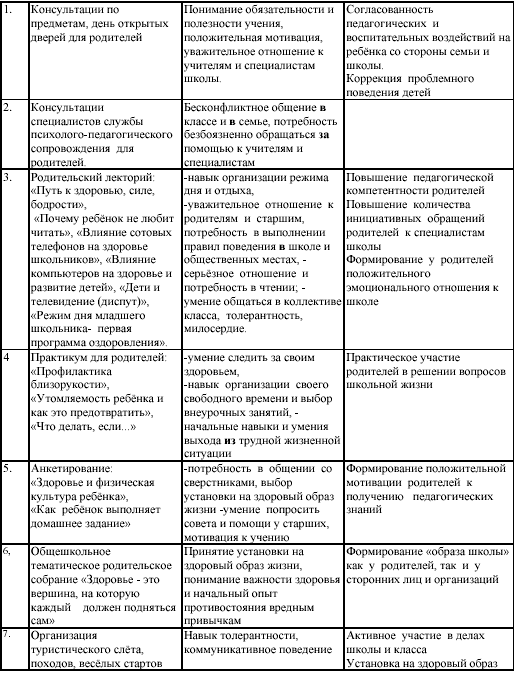 1.
Консультации по
предметам, день открытых
дверей для родителей
Понимание обязательности и
полезности учения,
положительная мотивация,
уважительное отношение к
учителям и специалистам
школы.
Согласованность
педагогических и
воспитательных воздействий на
ребёнка со стороны семьи и
школы.
Коррекция проблемного
поведения детей
2.
Консультации
специалистов службы
психолого-педагогического
сопровождения для
родителей.
Бесконфликтное общение в
классе и в семье, потребность
безбоязненно обращаться за
помощью к учителям и
специалистам
3.
Родительский лекторий:
«Путь к здоровью, силе,
бодрости»,
«Почему ребёнок не любит
читать», «Влияние сотовых
телефонов на здоровье
школьников», «Влияние
компьютеров на здоровье и
развитие детей», «Дети и
телевидение (диспут)»,
«Режим дня младшего
школьника- первая
программа оздоровления».
-навык организации режима
дня и отдыха,
-уважительное отношение к
родителям и старшим,
потребность в выполнении
правил поведения в школе и
общественных местах, -
серьёзное отношение и
потребность в чтении; -
умение общаться в коллективе
класса, толерантность,
милосердие.
Повышение педагогической
компетентности родителей
Повышение количества
инициативных обращений
родителей к специалистам
школы
Формирование у родителей
положительного
эмоционального отношения к
школе
4
Практикум для родителей:
«Профилактика
близорукости»,
«Утомляемость ребёнка и
как это предотвратить»,
«Что делать, если...»
-умение следить за своим
здоровьем,
-навык организации своего
свободного времени и выбор
внеурочных занятий, -
начальные навыки и умения
выхода из трудной жизненной
ситуации
Практическое участие
родителей в решении вопросов
школьной жизни
5.
Анкетирование:
«Здоровье и физическая
культура ребёнка»,
«Как ребёнок выполняет
домашнее задание»
-потребность в общении со
сверстниками, выбор
установки на здоровый образ
жизни -умение попросить
совета и помощи у старших,
мотивация к учению
Формирование положительной
мотивации родителей к
получению педагогических
знаний
6,
Общешкольное
тематическое родительское
собрание «Здоровье - это
вершина, на которую
каждый должен подняться
сам»
Принятие установки на
здоровый образ жизни,
понимание важности здоровья
и начальный опыт
противостояния вредным
привычкам
Формирование «образа школы»
как у родителей, так и у
сторонних лиц и организаций
7.
Организация
туристического слёта,
походов, весёлых стартов
Навык толерантности,
коммуникативное поведение
Активное участие в делах
школы и класса
Установка на здоровый образ